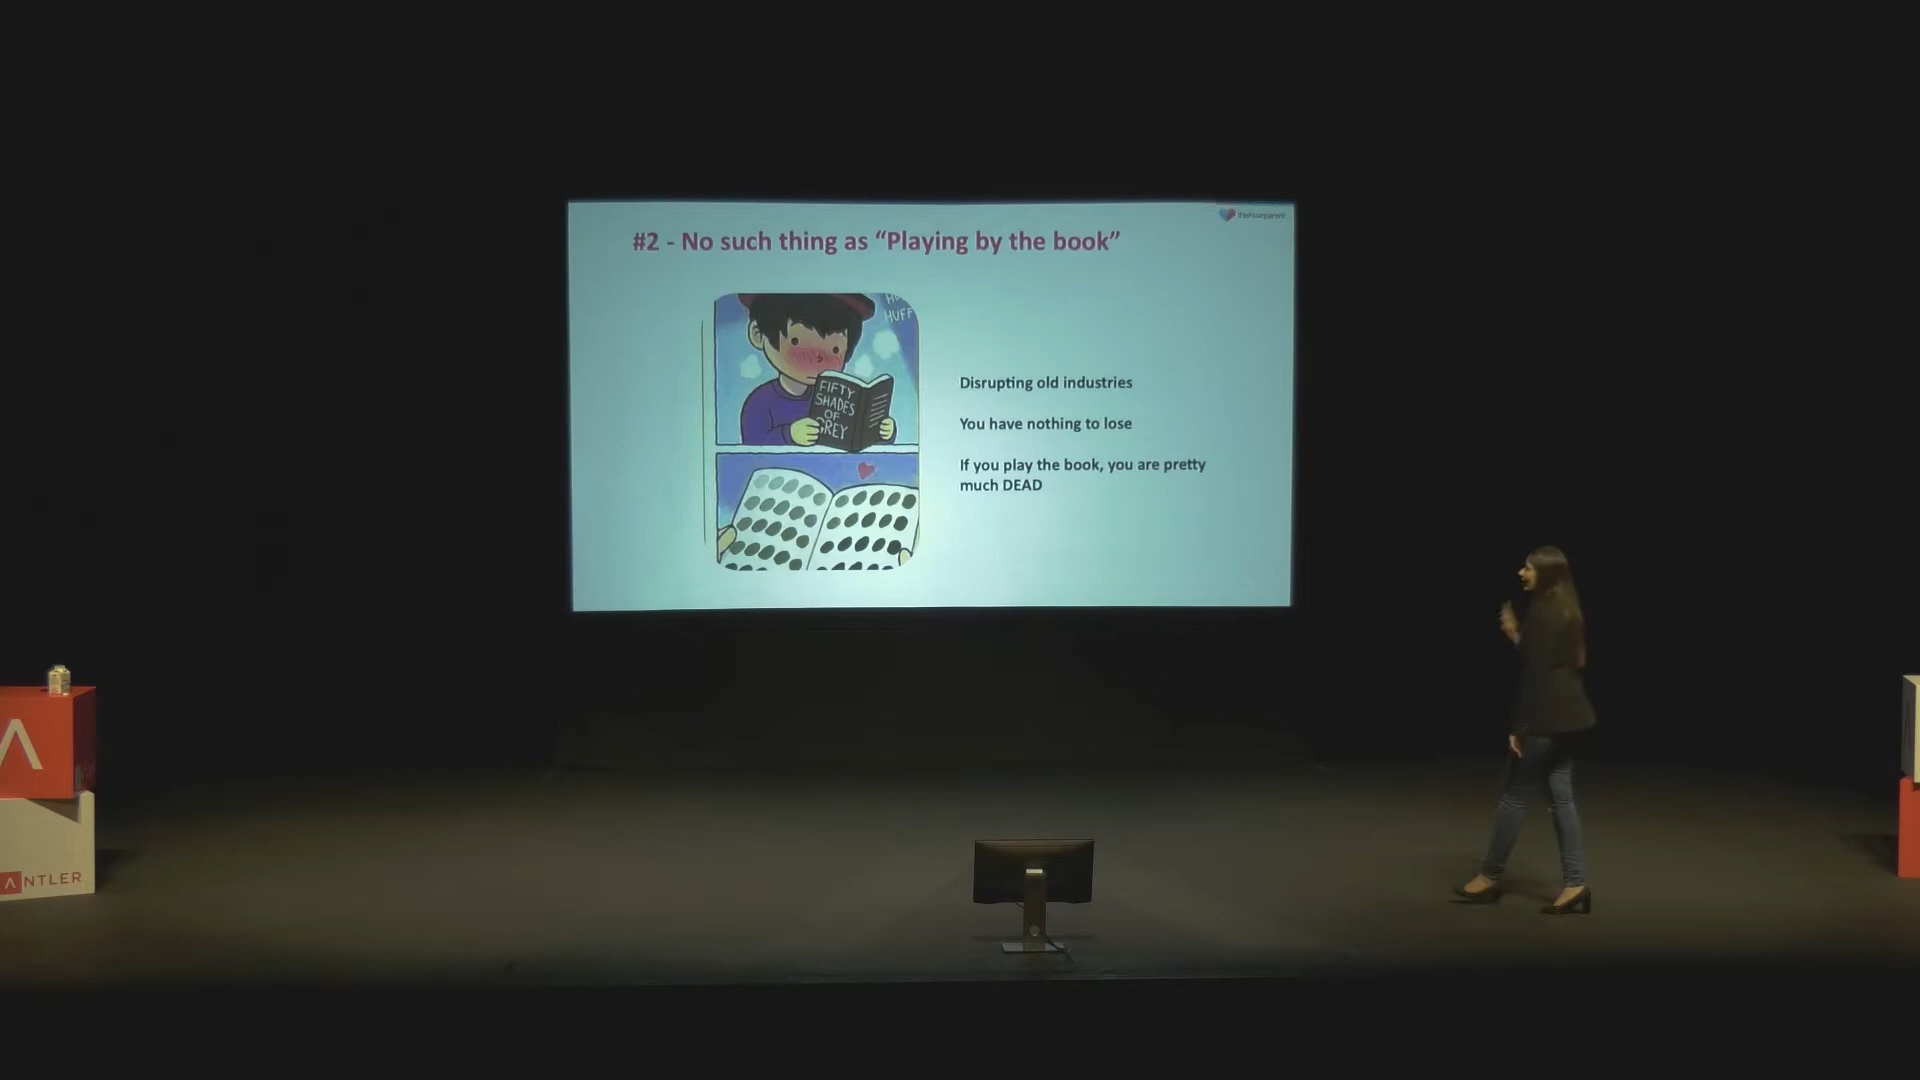 theAsianparent
#2 - No such thing as “Playing by the book”
HUFF
FIFTY
SHADES
OF
GREY
Disrupting old industries
You have nothing to lose
If you play the book, you are pretty
much DEAD
ANTLER